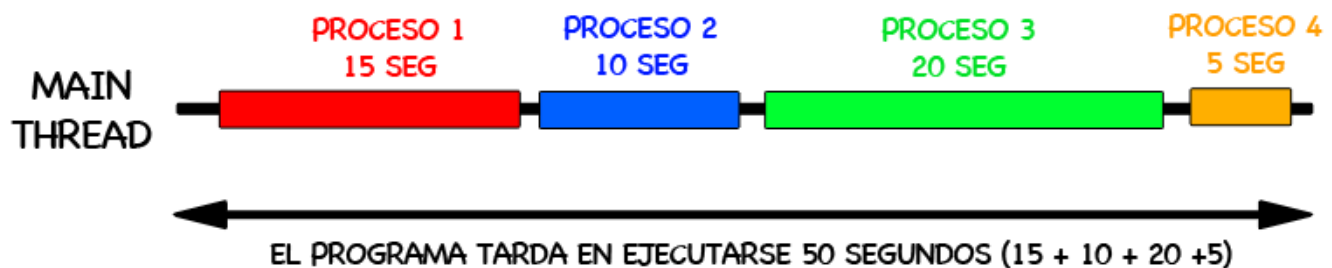 PROCESO 1
15 SEG
PROCESO 2
10 SEG
PROCESO 3
20 SEG
PROCESO 4
5 SEG
MAIN
THREAD
EL PROGRAMA TARDA EN EJECUTARSE 50 SEGUNDOS (15 + 10 + 20 +5)